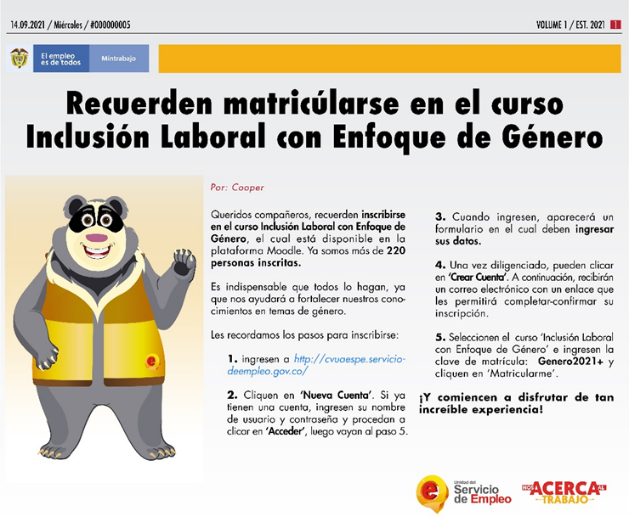 14.09.2021 / Miércoles / #000000005
VOLUME 1 / EST. 2021 1
El empleo
es de todos
Mintrabajo
Recuerden matricúlarse en el curso
Inclusión Laboral con Enfoque de Género
Por: Cooper
Queridos compañeros, recuerden inscribirse
en el curso Inclusión Laboral con Enfoque de
Género, el cual está disponible en la
plataforma Moodle. Ya somos más de 220
personas inscritas.
Es indispensable que todos lo hagan, ya
que nos ayudará a fortalecer nuestros cono-
cimientos en temas de género.
Les recordamos los pasos para inscribirse:
1. ingresen a http://cvuaespe.servicio-
deempleo.gov.co/
2. Cliquen en ‘Nueva Cuenta’. Si ya
tienen una cuenta, ingresen su nombre
de usuario y contraseña y procedan a
clicar en ‘Acceder’, luego vayan al paso 5.
3. Cuando ingresen, aparecerá un
formulario en el cual deben ingresar
sus datos.
4. Una vez diligenciado, pueden clicar
en ‘Crear Cuenta’. A continuación, recibirán
un correo electrónico con un enlace que
les permitirá completar-confirmar su
inscripción.
5. Seleccionen el curso ‘Inclusión Laboral
con Enfoque de Género’ e ingresen la
clave de matrícula: Genero2021+ y
cliquen en ‘Matricularme’.
¡Y comiencen a disfrutar de tan
increíble experiencia!
e
e
Unidad del
Servicio
de Empleo
NOS ACERCA AL
TRABAJO